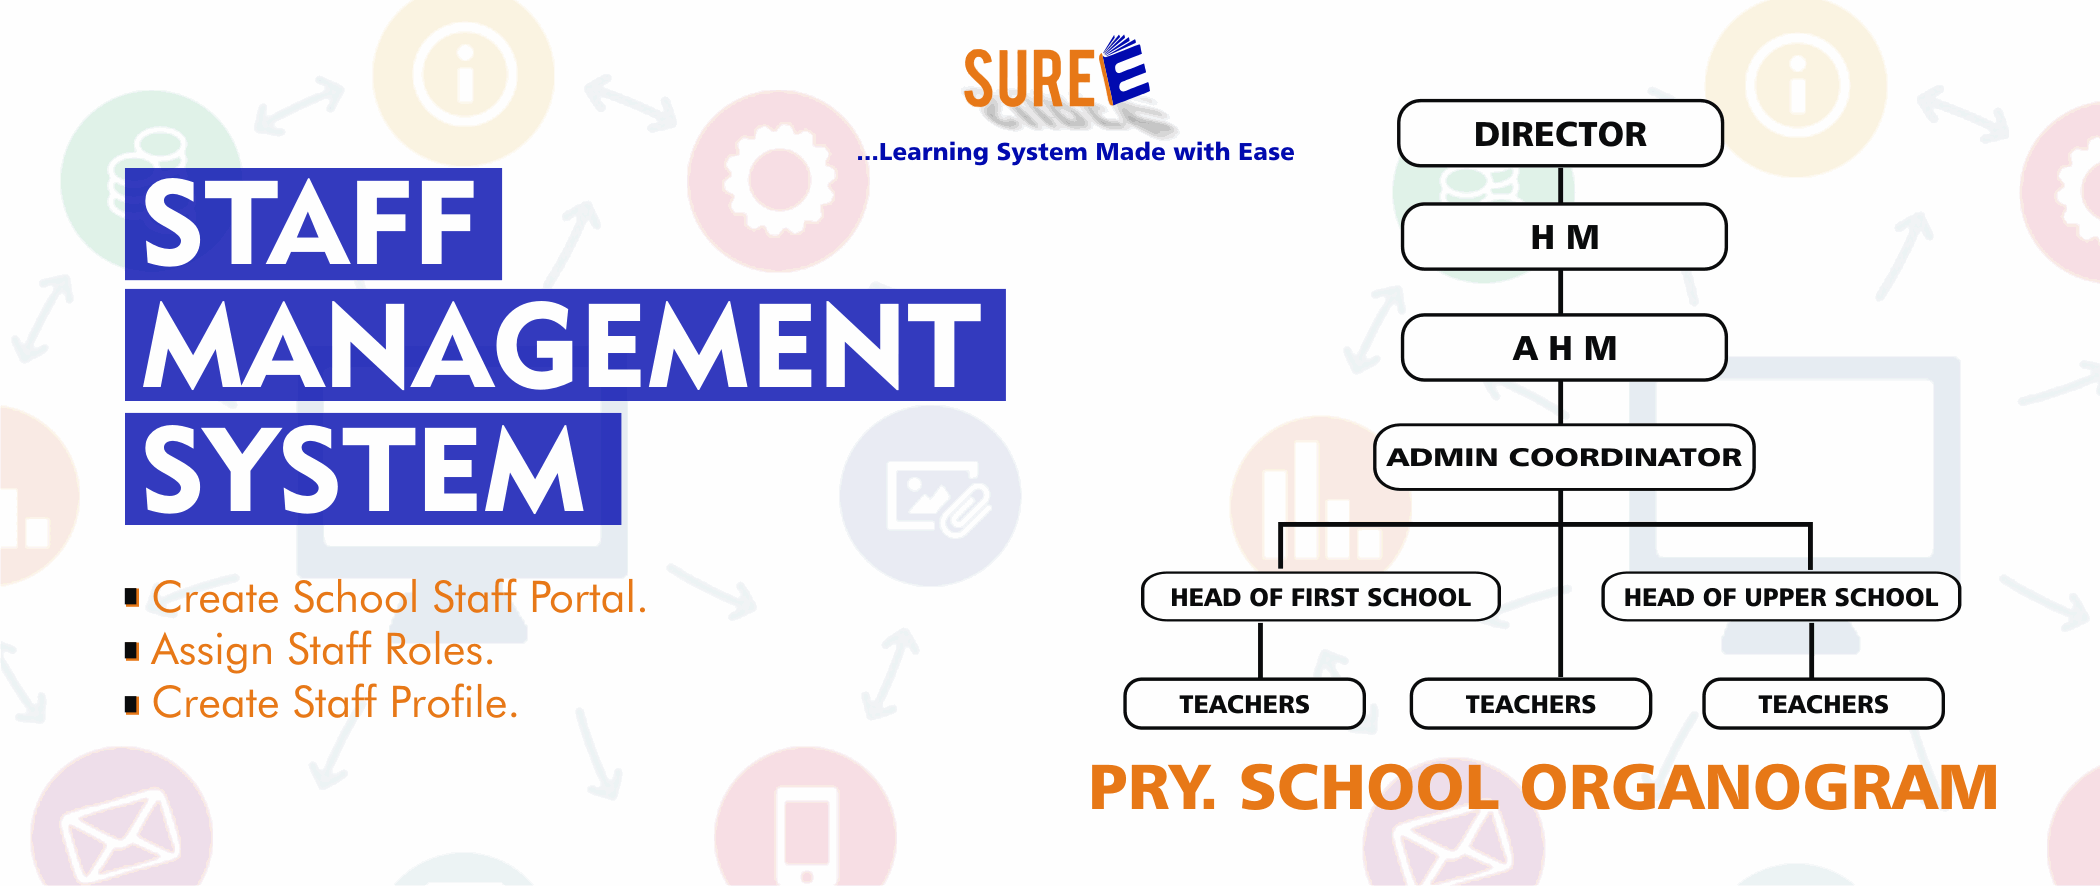 SURE E
...Learning System Made with Ease
STAFF
MANAGEMENT
SYSTEM
Create School Staff Portal.
Assign Staff Roles.
Create Staff Profile.
DIRECTOR
H M
A H M
ADMIN COORDINATOR
HEAD OF FIRST SCHOOL
HEAD OF UPPER SCHOOL
TEACHERS
TEACHERS
TEACHERS
PRY. SCHOOL ORGANOGRAM